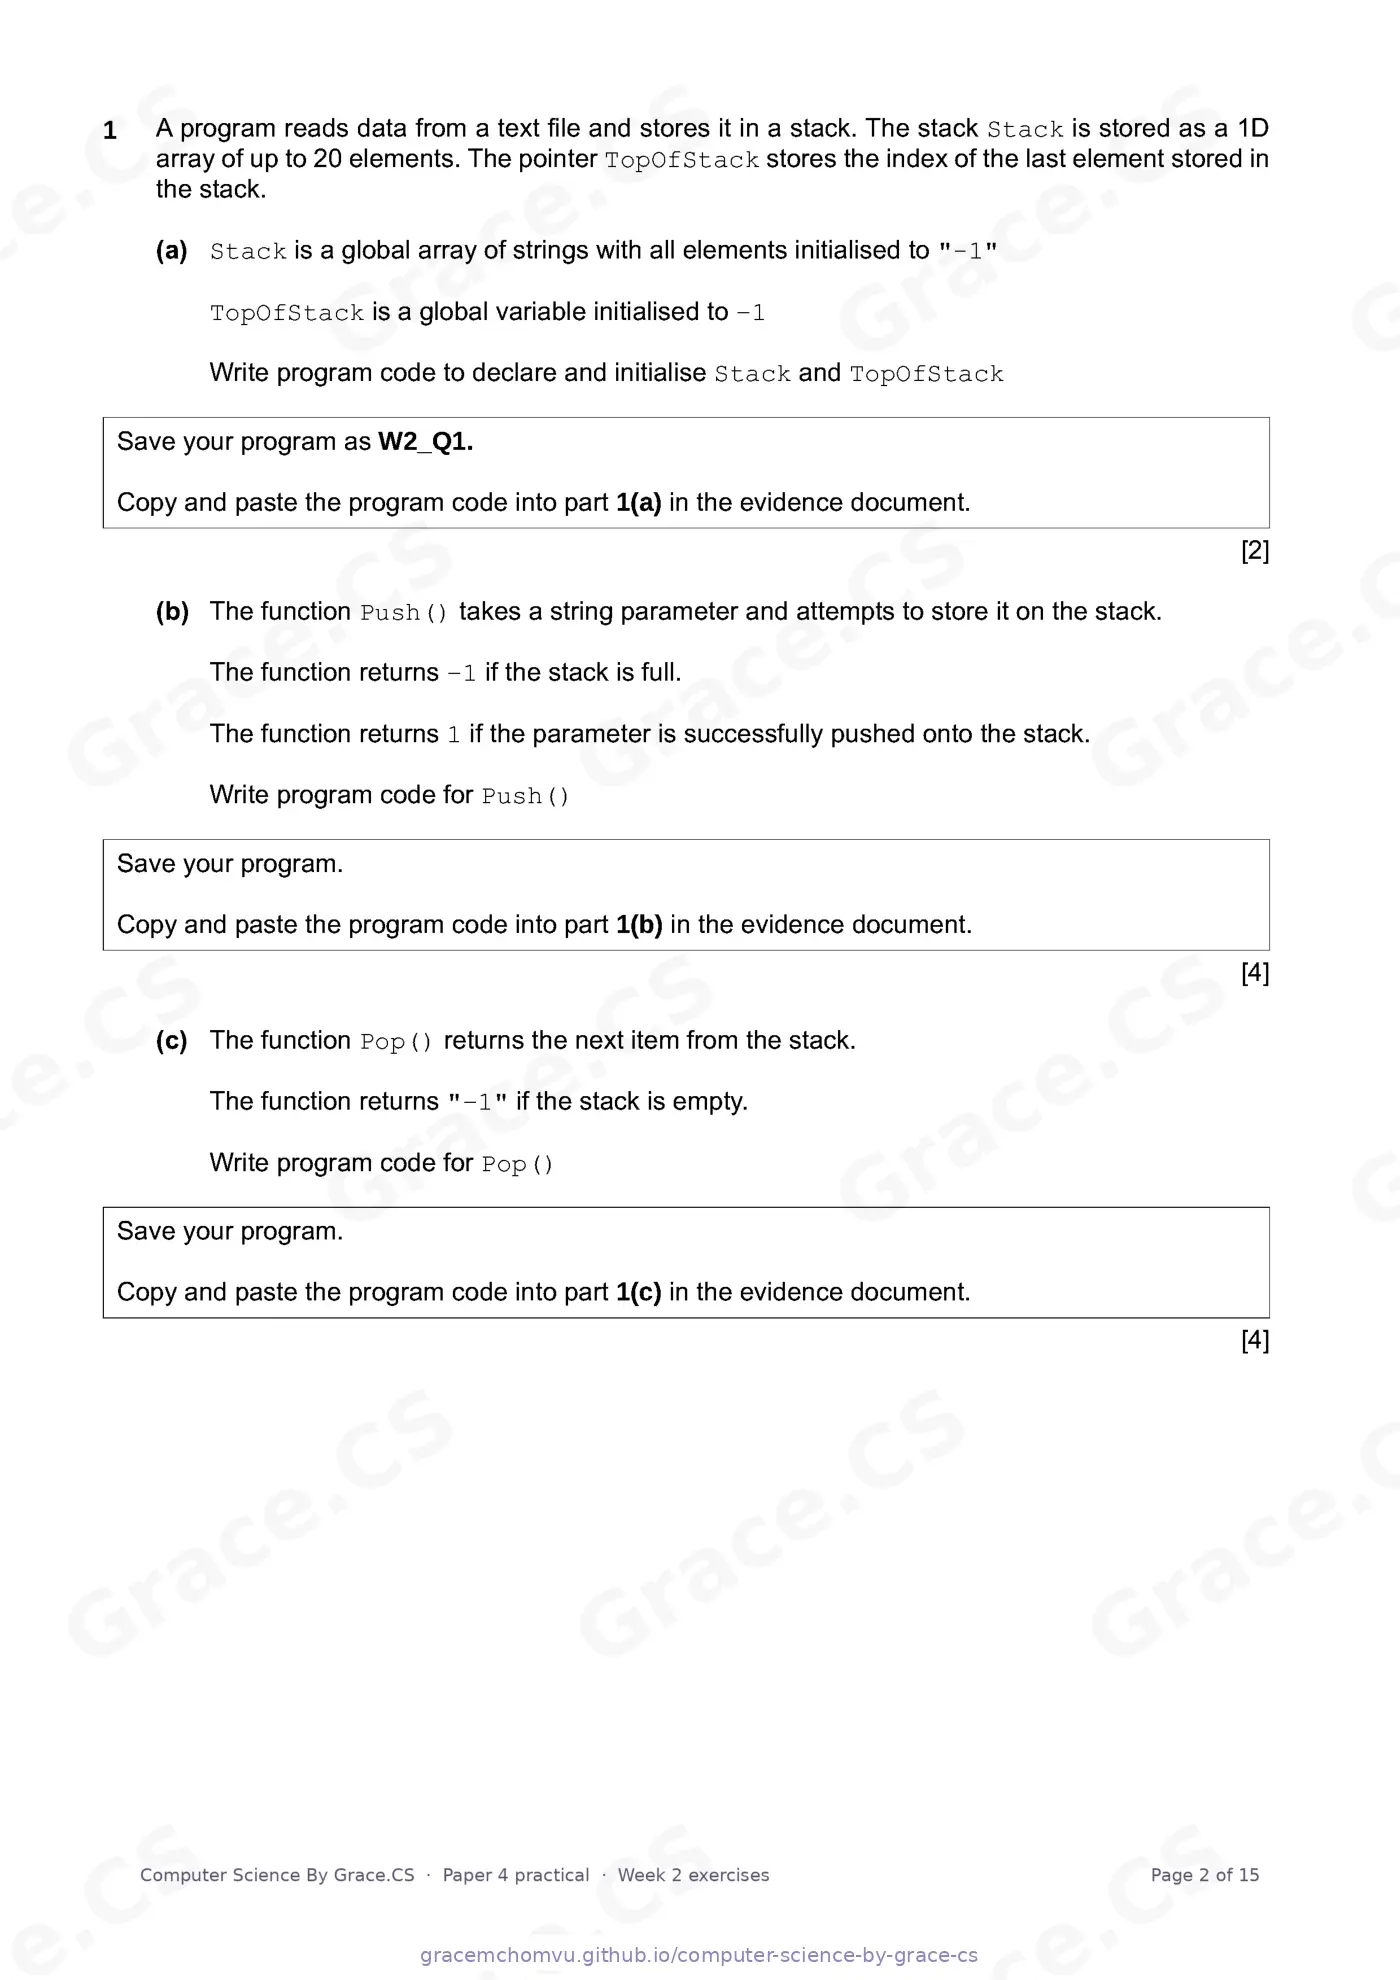 1 A program reads data from a text file and stores it in a stack. The stack Stack is stored as a 1D
array of up to 20 elements. The pointer TopOfStack stores the index of the last element stored in
the stack.
(a) Stack is a global array of strings with all elements initialised to "-1"
TopOfStack is a global variable initialised to -1
Write program code to declare and initialise Stack and TopOfStack
Save your program as W2_Q1.
Copy and paste the program code into part 1(a) in the evidence document.
[2]
(b) The function Push() takes a string parameter and attempts to store it on the stack.
The function returns -1 if the stack is full.
The function returns 1 if the parameter is successfully pushed onto the stack.
Write program code for Push()
Save your program.
Copy and paste the program code into part 1(b) in the evidence document.
[4]
(c) The function Pop() returns the next item from the stack.
The function returns "-1" if the stack is empty.
Write program code for Pop()
Save your program.
Copy and paste the program code into part 1(c) in the evidence document.
[4]
Computer Science By Grace.CS · Paper 4 practical · Week 2 exercises Page 2 of 15
gracemchomvu.github.io/computer-science-by-grace-cs
Grace.CS